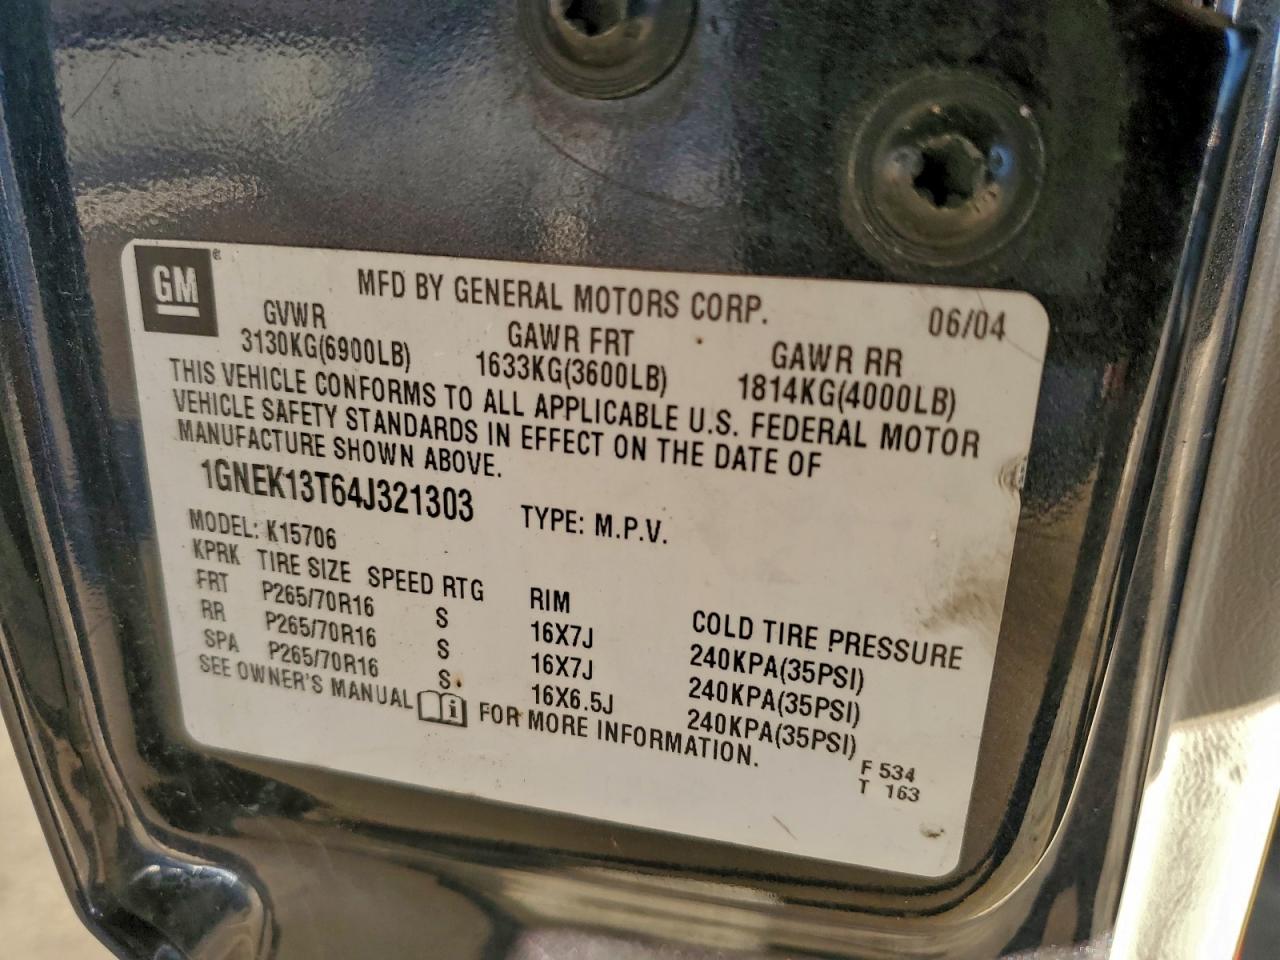 GM ®
MFD BY GENERAL MOTORS CORP. 06/04
GVWR GAWR FRT GAWR RR
3130KG(6900LB) 1633KG(3600LB) 1814KG(4000LB)
THIS VEHICLE CONFORMS TO ALL APPLICABLE U.S. FEDERAL MOTOR
VEHICLE SAFETY STANDARDS IN EFFECT ON THE DATE OF
MANUFACTURE SHOWN ABOVE.
1GNEK13T64J321303 TYPE: M.P.V.
MODEL: K15706
KPRK TIRE SIZE SPEED RTG RIM COLD TIRE PRESSURE
FRT P265/70R16 S 16X7J 240KPA(35PSI)
RR P265/70R16 S 16X7J 240KPA(35PSI)
SPA P265/70R16 S 16X6.5J 240KPA(35PSI)
SEE OWNER'S MANUAL i FOR MORE INFORMATION.
F 534
T 163